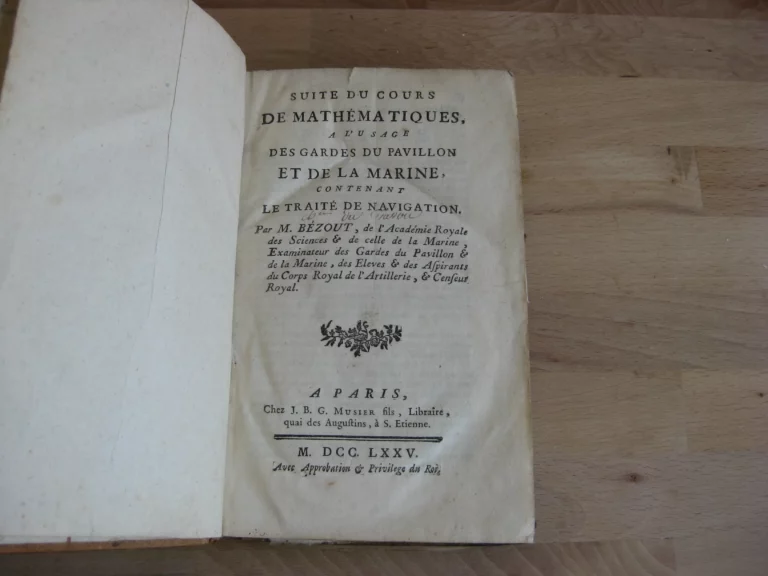 SUITE DU COURS
DE MATHÉMATIQUES,
A L'USAGE
DES GARDES DU PAVILLON
ET DE LA MARINE,
CONTENANT
LE TRAITÉ DE NAVIGATION.
Par M. BÉZOUT, de l'Académie Royale
des Sciences & de celle de la Marine,
Examinateur des Gardes du Pavillon &
de la Marine, des Eleves & des Aſpirants
du Corps Royal de l'Artillerie, & Cenſeur
Royal.
A PARIS,
Chez J. B. G. MUSIER fils, Libraire,
quai des Auguſtins, à S. Etienne.
M. DCC. LXXV.
Avec Approbation & Privilege du Roi.